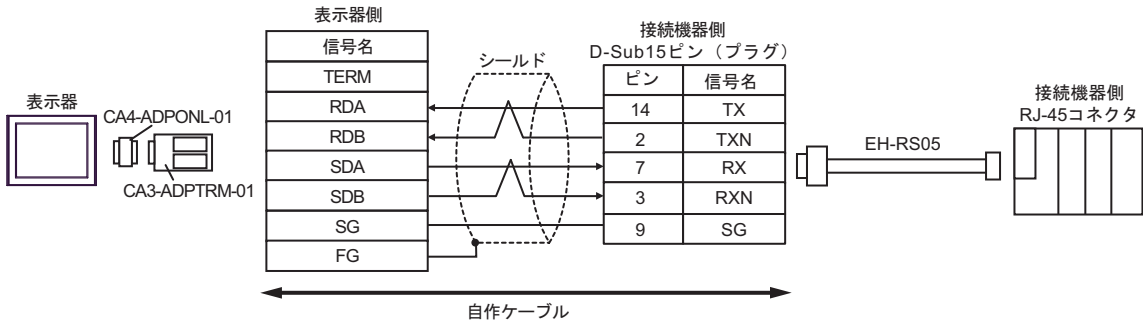 表示器
CA4-ADPONL-01
CA3-ADPTRM-01
表示器側
信号名
TERM
RDA
RDB
SDA
SDB
SG
FG
シールド
接続機器側
D-Sub15ピン（プラグ）
ピン 信号名
14 TX
2 TXN
7 RX
3 RXN
9 SG
自作ケーブル
EH-RS05
接続機器側
RJ-45コネクタ